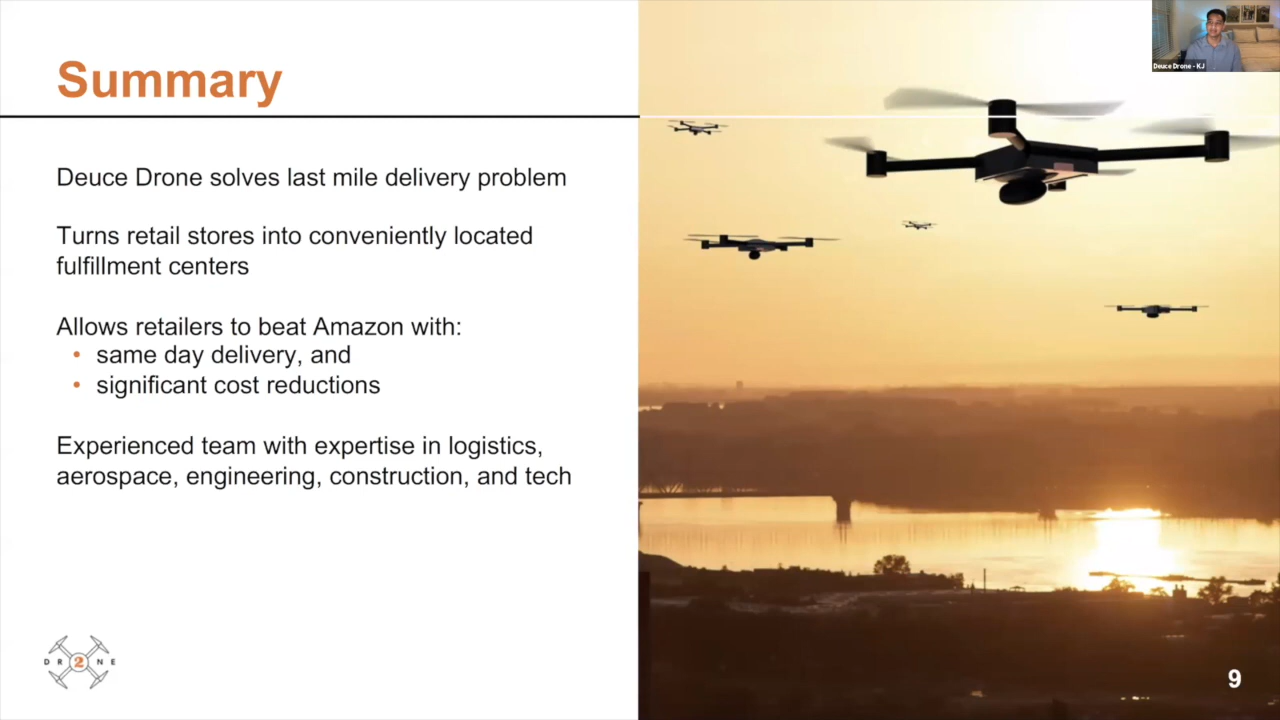 Summary
Deuce Drone - KJ
Deuce Drone solves last mile delivery problem
Turns retail stores into conveniently located
fulfillment centers
Allows retailers to beat Amazon with:
• same day delivery, and
• significant cost reductions
Experienced team with expertise in logistics,
aerospace, engineering, construction, and tech
D R 2 N E
9